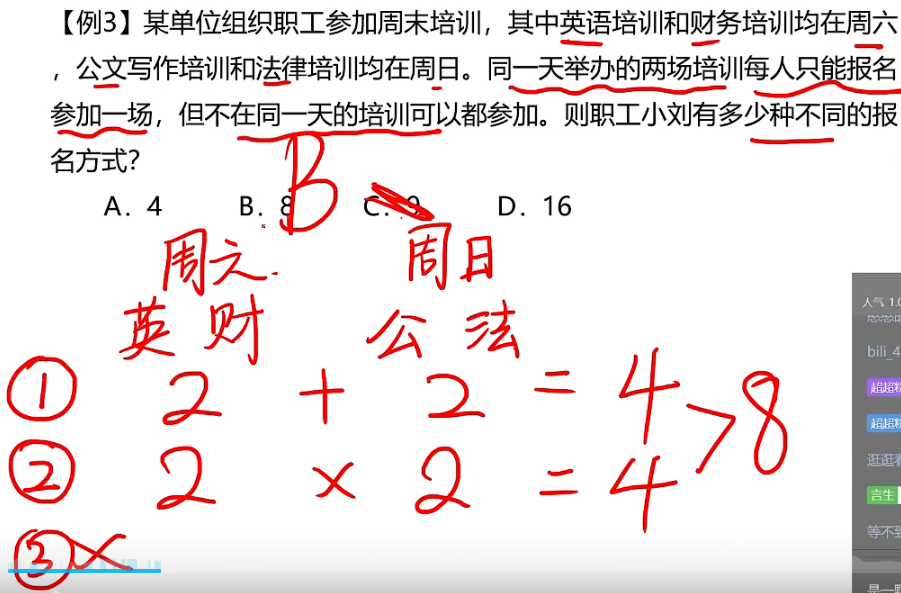 【例3】某单位组织职工参加周末培训，其中英语培训和财务培训均在周六
，公文写作培训和法律培训均在周日。同一天举办的两场培训每人只能报名
参加一场，但不在同一天的培训可以都参加。则职工小刘有多少种不同的报
名方式？
A. 4 B. 8 C. 9 D. 16
B
周六. 周日
英 财 公 法
① 2 + 2 = 4
> 8
② 2 × 2 = 4
③ ×
人气 1.0
bili_4
超超粉
超超粉
逛逛看
言生
等不到